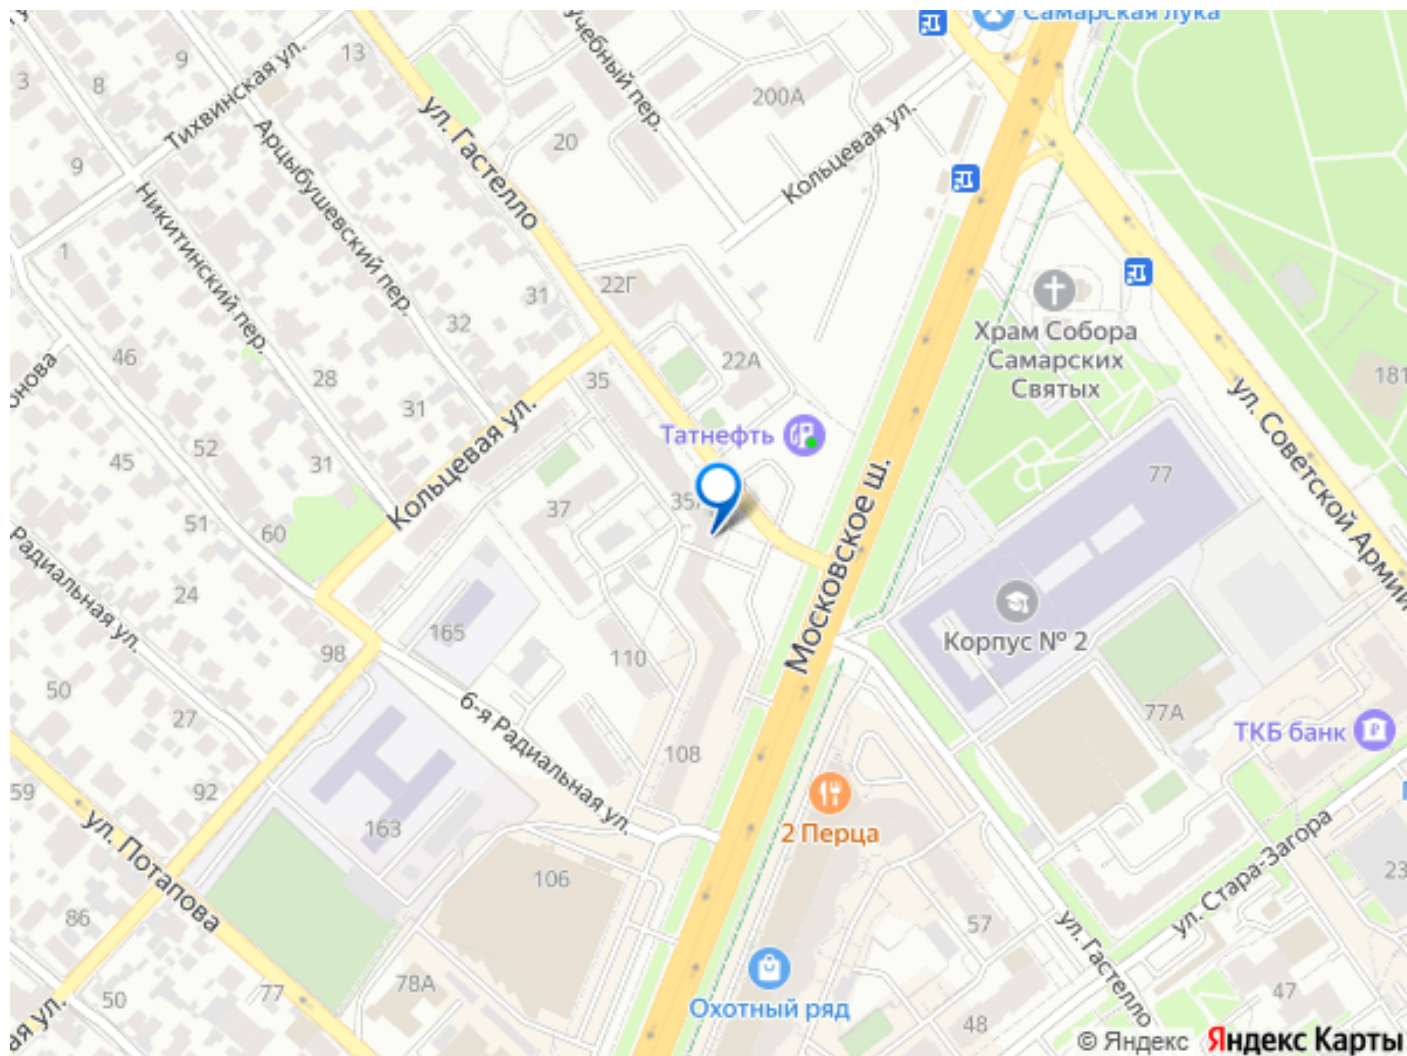 Самарская лука
13
9
3
8
Тихвинская ул.
Учебный пер.
200А
ул. Гастелло
Арцыбушевский пер.
20
Кольцевая ул.
9
Никитинский пер.
1
22Г
31
32
Храм Собора
Самарских
Святых
46
22А
35
28
31
181
ул. Советской Армии
Татнефть
Кольцевая ул.
52
45
31
77
Московское ш.
37
51
60
Радиальная ул.
24
165
Корпус № 2
98
110
50
27
6-я Радиальная ул.
77А
ТКБ банк
108
59
92
163
2 Перца
ул. Потапова
ул. Стара-Загора
106
23
86
57
ул. Гастелло
78А
77
50
Охотный ряд
47
48
© Яндекс Яндекс Карты